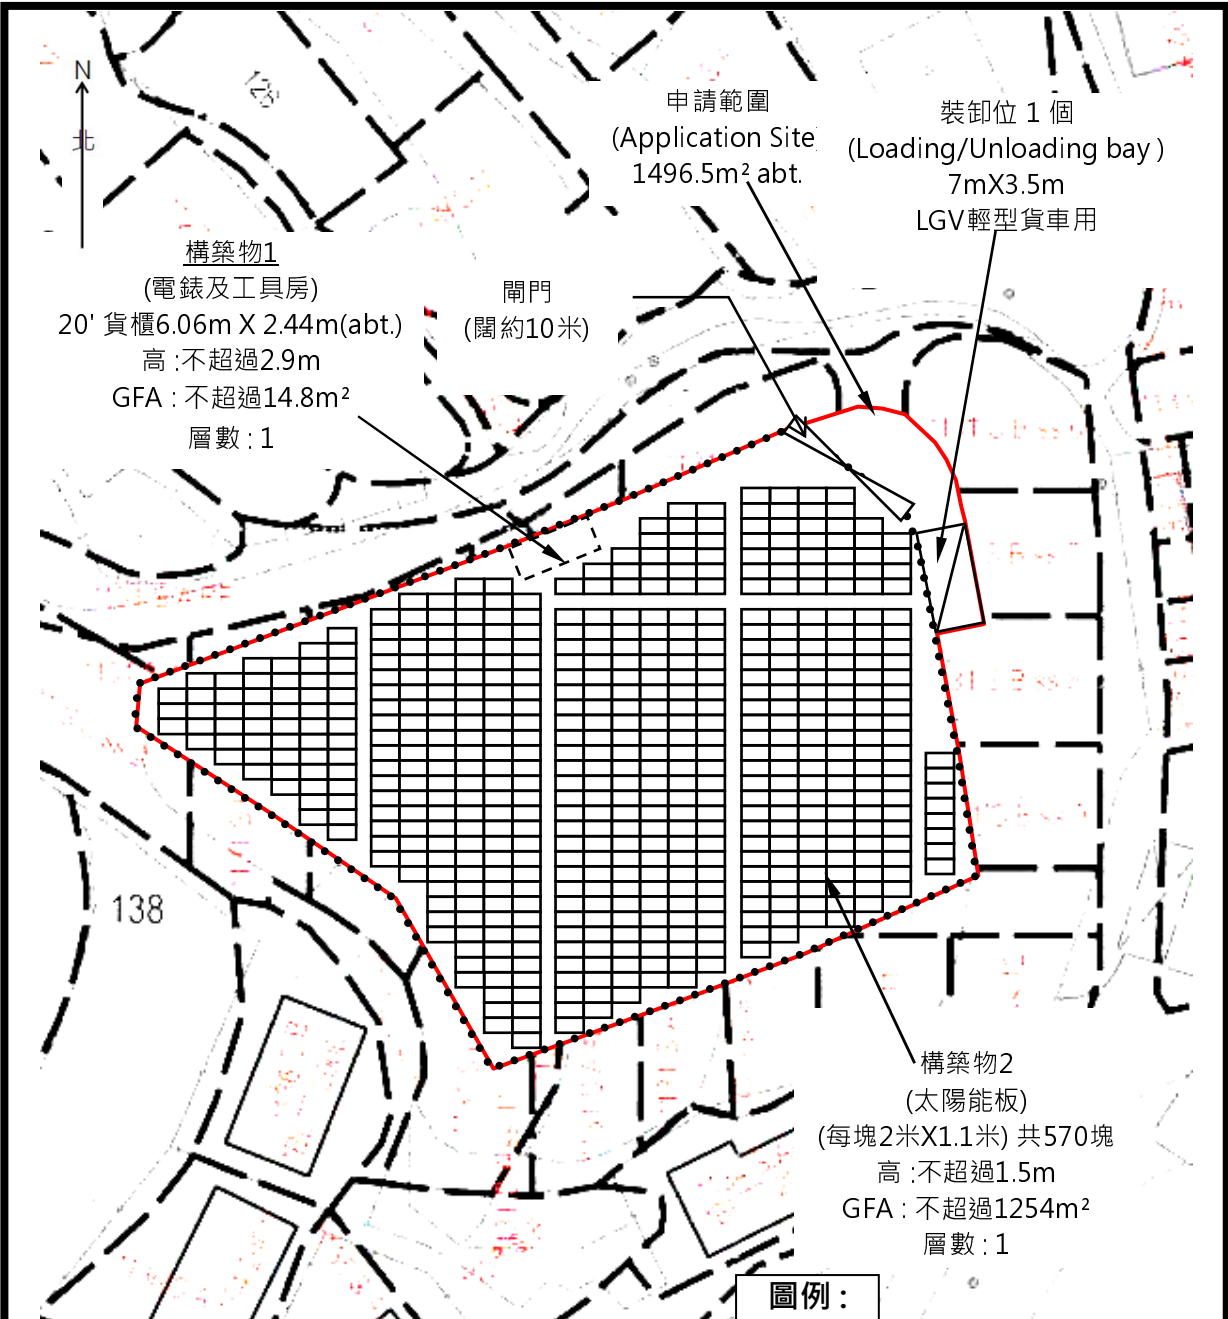 N
北
125
申請範圍
(Application Site
1496.5m² abt.
裝卸位 1 個
(Loading/Unloading bay )
7mX3.5m
LGV輕型貨車用
構築物1
(電錶及工具房)
20' 貨櫃6.06m X 2.44m(abt.)
高 :不超過2.9m
GFA : 不超過14.8m²
層數 : 1
閘門
(闊約10米)
138
構築物2
(太陽能板)
(每塊2米X1.1米) 共570塊
高 :不超過1.5m
GFA : 不超過1254m²
層數 : 1
圖例 :